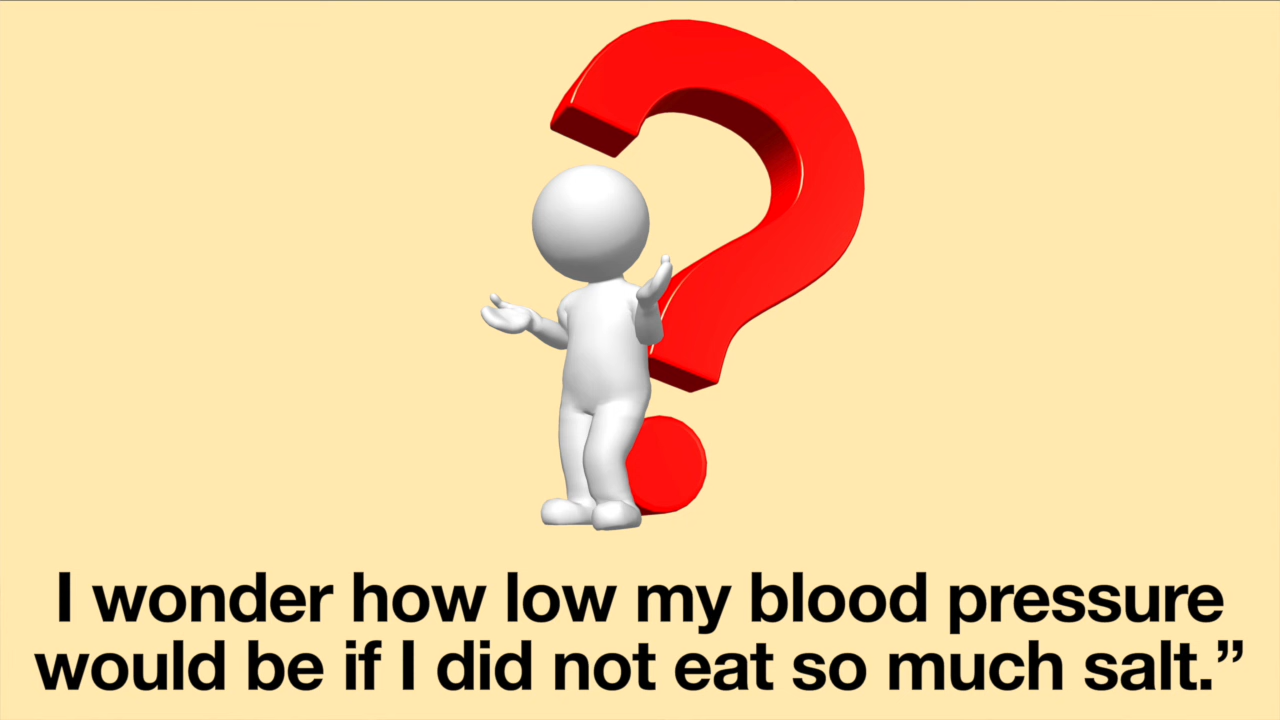 I wonder how low my blood pressure
would be if I did not eat so much salt.”